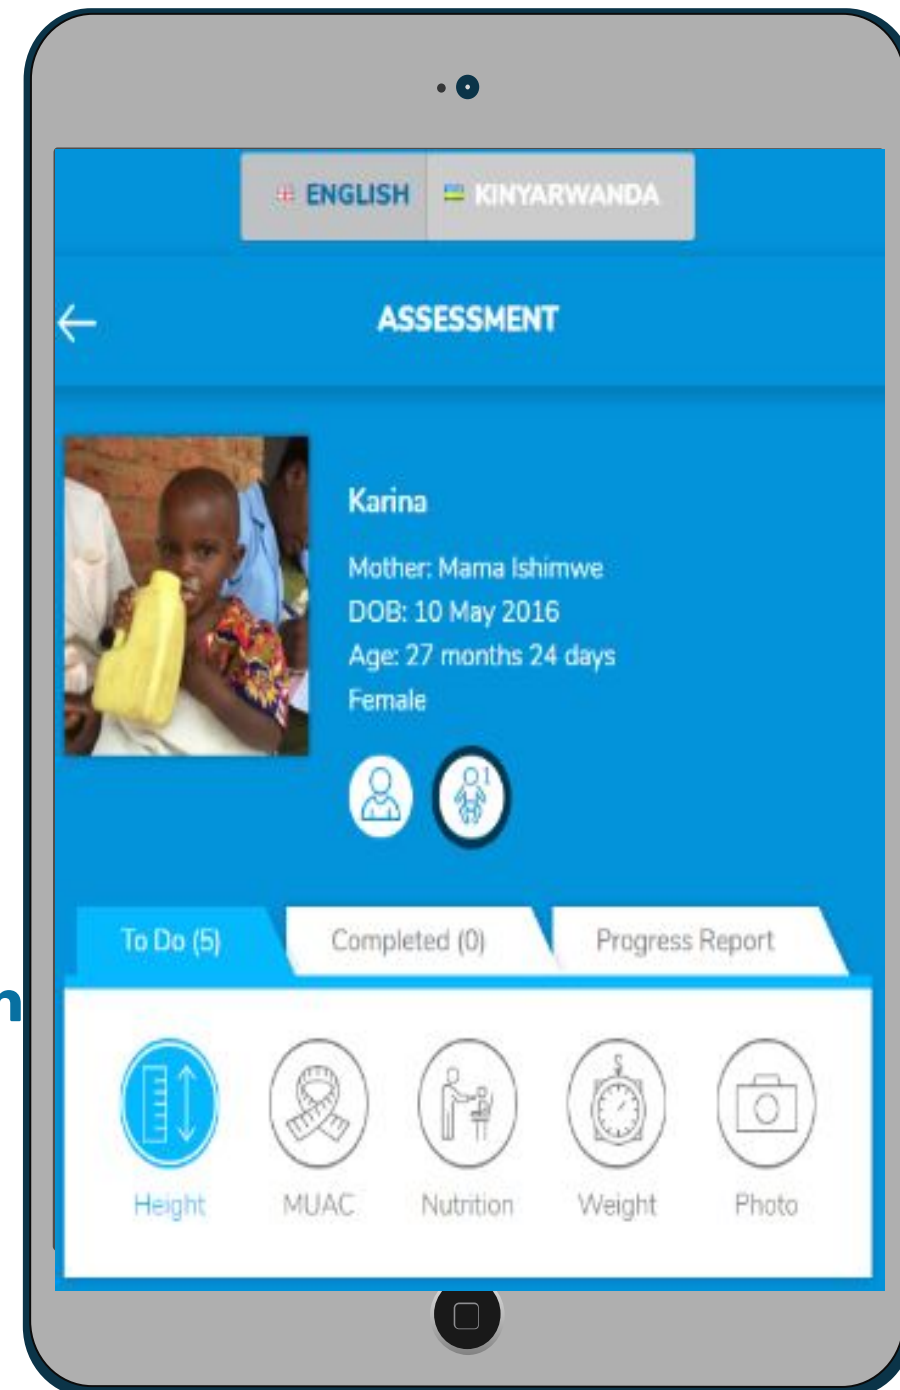 ENGLISH
KINYARWANDA
ASSESSMENT
Karina
Mother: Mama Ishimwe
DOB: 10 May 2016
Age: 27 months 24 days
Female
1
To Do (5)
Completed (0)
Progress Report
n
Height
MUAC
Nutrition
Weight
Photo